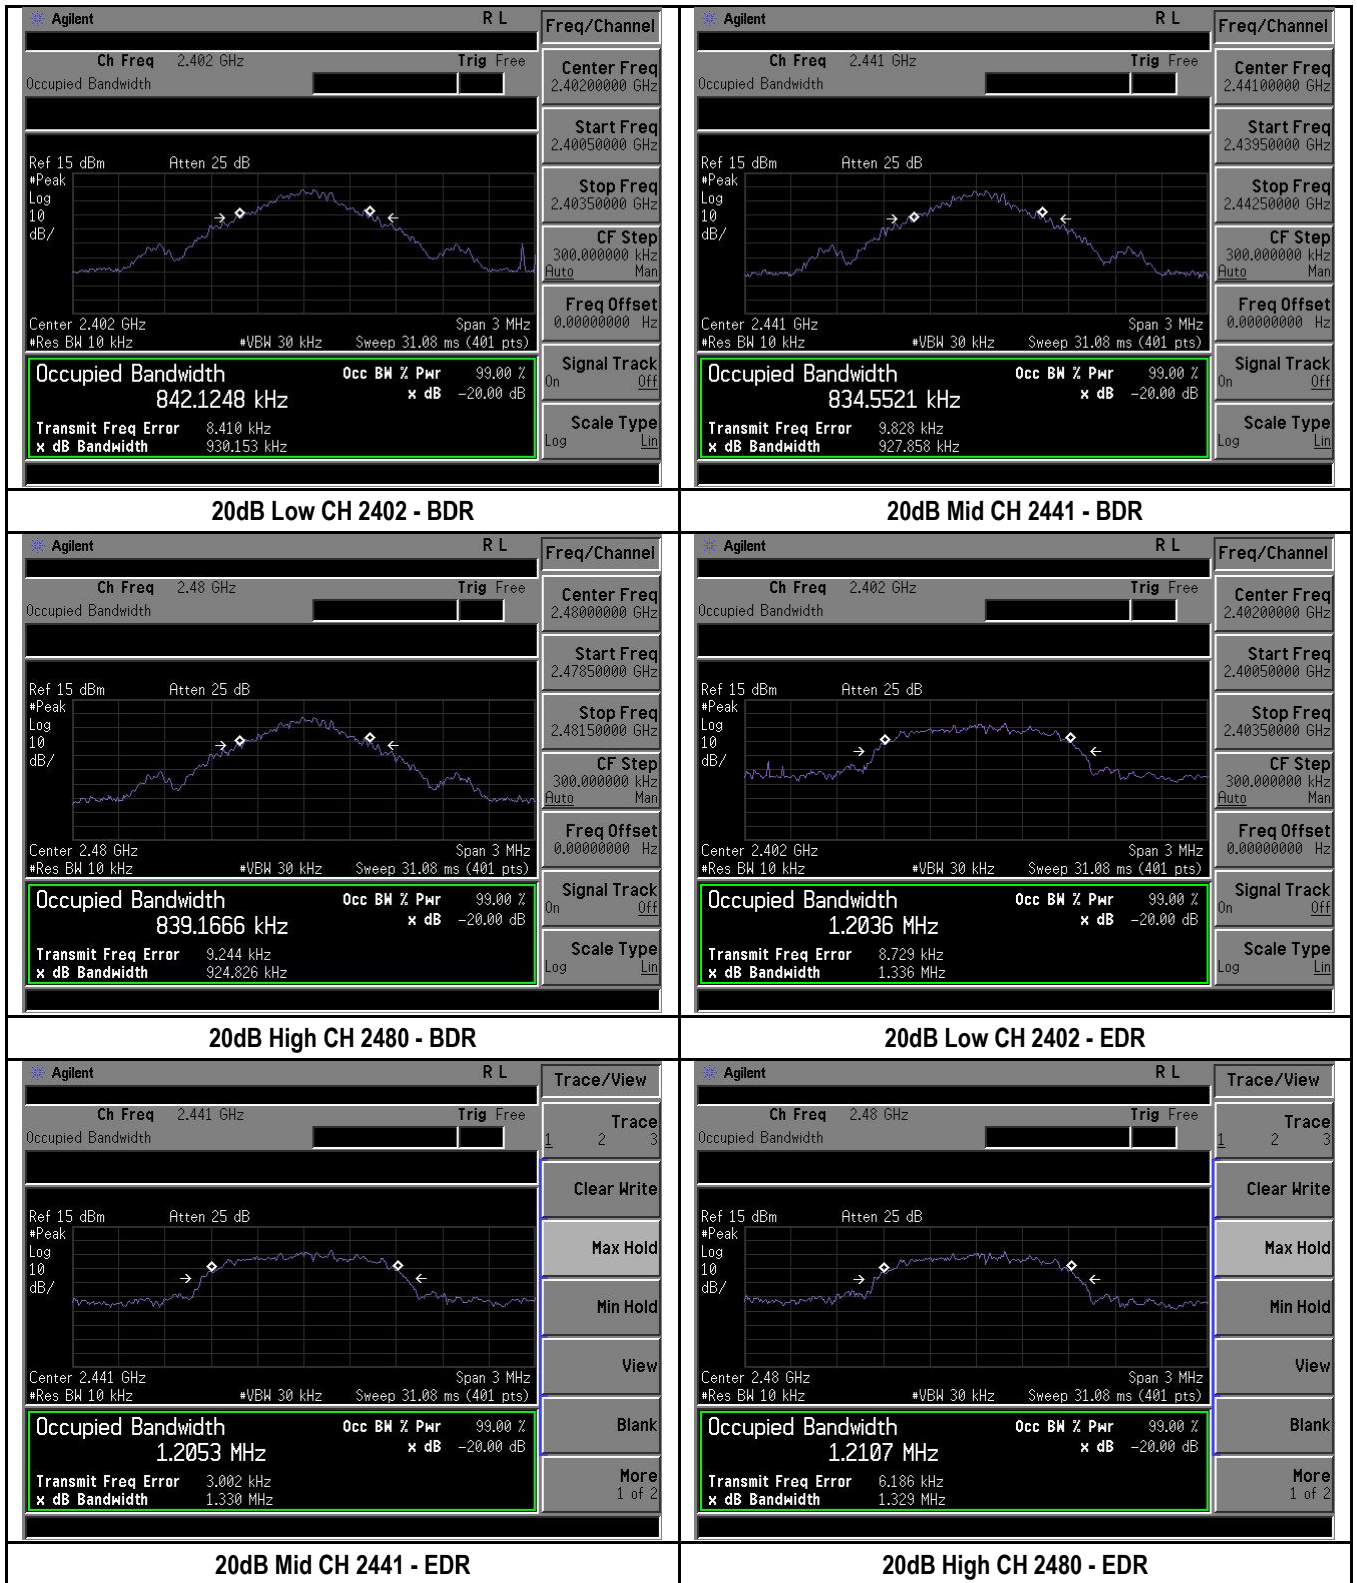 Agilent R L Freq/Channel
Ch Freq 2.402 GHz Trig Free
Occupied Bandwidth
Center Freq
2.40200000 GHz
Start Freq
2.40050000 GHz
Ref 15 dBm Atten 25 dB
#Peak
Log
10
dB/
Stop Freq
2.40350000 GHz
CF Step
300.000000 kHz
Auto Man
Freq Offset
0.00000000 Hz
Center 2.402 GHz Span 3 MHz
#Res BW 10 kHz #VBW 30 kHz Sweep 31.08 ms (401 pts)
Signal Track
On Off
Occupied Bandwidth Occ BW % Pwr 99.00 %
842.1248 kHz x dB -20.00 dB
Scale Type
Log Lin
Transmit Freq Error 8.410 kHz
x dB Bandwidth 930.153 kHz
20dB Low CH 2402 - BDR
Agilent R L Freq/Channel
Ch Freq 2.441 GHz Trig Free
Occupied Bandwidth
Center Freq
2.44100000 GHz
Start Freq
2.43950000 GHz
Ref 15 dBm Atten 25 dB
#Peak
Log
10
dB/
Stop Freq
2.44250000 GHz
CF Step
300.000000 kHz
Auto Man
Freq Offset
0.00000000 Hz
Center 2.441 GHz Span 3 MHz
#Res BW 10 kHz #VBW 30 kHz Sweep 31.08 ms (401 pts)
Signal Track
On Off
Occupied Bandwidth Occ BW % Pwr 99.00 %
834.5521 kHz x dB -20.00 dB
Scale Type
Log Lin
Transmit Freq Error 9.828 kHz
x dB Bandwidth 927.858 kHz
20dB Mid CH 2441 - BDR
Agilent R L Freq/Channel
Ch Freq 2.48 GHz Trig Free
Occupied Bandwidth
Center Freq
2.48000000 GHz
Start Freq
2.47850000 GHz
Ref 15 dBm Atten 25 dB
#Peak
Log
10
dB/
Stop Freq
2.48150000 GHz
CF Step
300.000000 kHz
Auto Man
Freq Offset
0.00000000 Hz
Center 2.48 GHz Span 3 MHz
#Res BW 10 kHz #VBW 30 kHz Sweep 31.08 ms (401 pts)
Signal Track
On Off
Occupied Bandwidth Occ BW % Pwr 99.00 %
839.1666 kHz x dB -20.00 dB
Scale Type
Log Lin
Transmit Freq Error 9.244 kHz
x dB Bandwidth 924.826 kHz
20dB High CH 2480 - BDR
Agilent R L Freq/Channel
Ch Freq 2.402 GHz Trig Free
Occupied Bandwidth
Center Freq
2.40200000 GHz
Start Freq
2.40050000 GHz
Ref 15 dBm Atten 25 dB
#Peak
Log
10
dB/
Stop Freq
2.40350000 GHz
CF Step
300.000000 kHz
Auto Man
Freq Offset
0.00000000 Hz
Center 2.402 GHz Span 3 MHz
#Res BW 10 kHz #VBW 30 kHz Sweep 31.08 ms (401 pts)
Signal Track
On Off
Occupied Bandwidth Occ BW % Pwr 99.00 %
1.2036 MHz x dB -20.00 dB
Scale Type
Log Lin
Transmit Freq Error 8.729 kHz
x dB Bandwidth 1.336 MHz
20dB Low CH 2402 - EDR
Agilent R L Trace/View
Ch Freq 2.441 GHz Trig Free
Occupied Bandwidth
Trace
1 2 3
Clear Write
Ref 15 dBm Atten 25 dB
#Peak
Log
10
dB/
Max Hold
Min Hold
View
Center 2.441 GHz Span 3 MHz
#Res BW 10 kHz #VBW 30 kHz Sweep 31.08 ms (401 pts)
Blank
Occupied Bandwidth Occ BW % Pwr 99.00 %
1.2053 MHz x dB -20.00 dB
More
1 of 2
Transmit Freq Error 3.002 kHz
x dB Bandwidth 1.330 MHz
20dB Mid CH 2441 - EDR
Agilent R L Trace/View
Ch Freq 2.48 GHz Trig Free
Occupied Bandwidth
Trace
1 2 3
Clear Write
Ref 15 dBm Atten 25 dB
#Peak
Log
10
dB/
Max Hold
Min Hold
View
Center 2.48 GHz Span 3 MHz
#Res BW 10 kHz #VBW 30 kHz Sweep 31.08 ms (401 pts)
Blank
Occupied Bandwidth Occ BW % Pwr 99.00 %
1.2107 MHz x dB -20.00 dB
More
1 of 2
Transmit Freq Error 6.186 kHz
x dB Bandwidth 1.329 MHz
20dB High CH 2480 - EDR